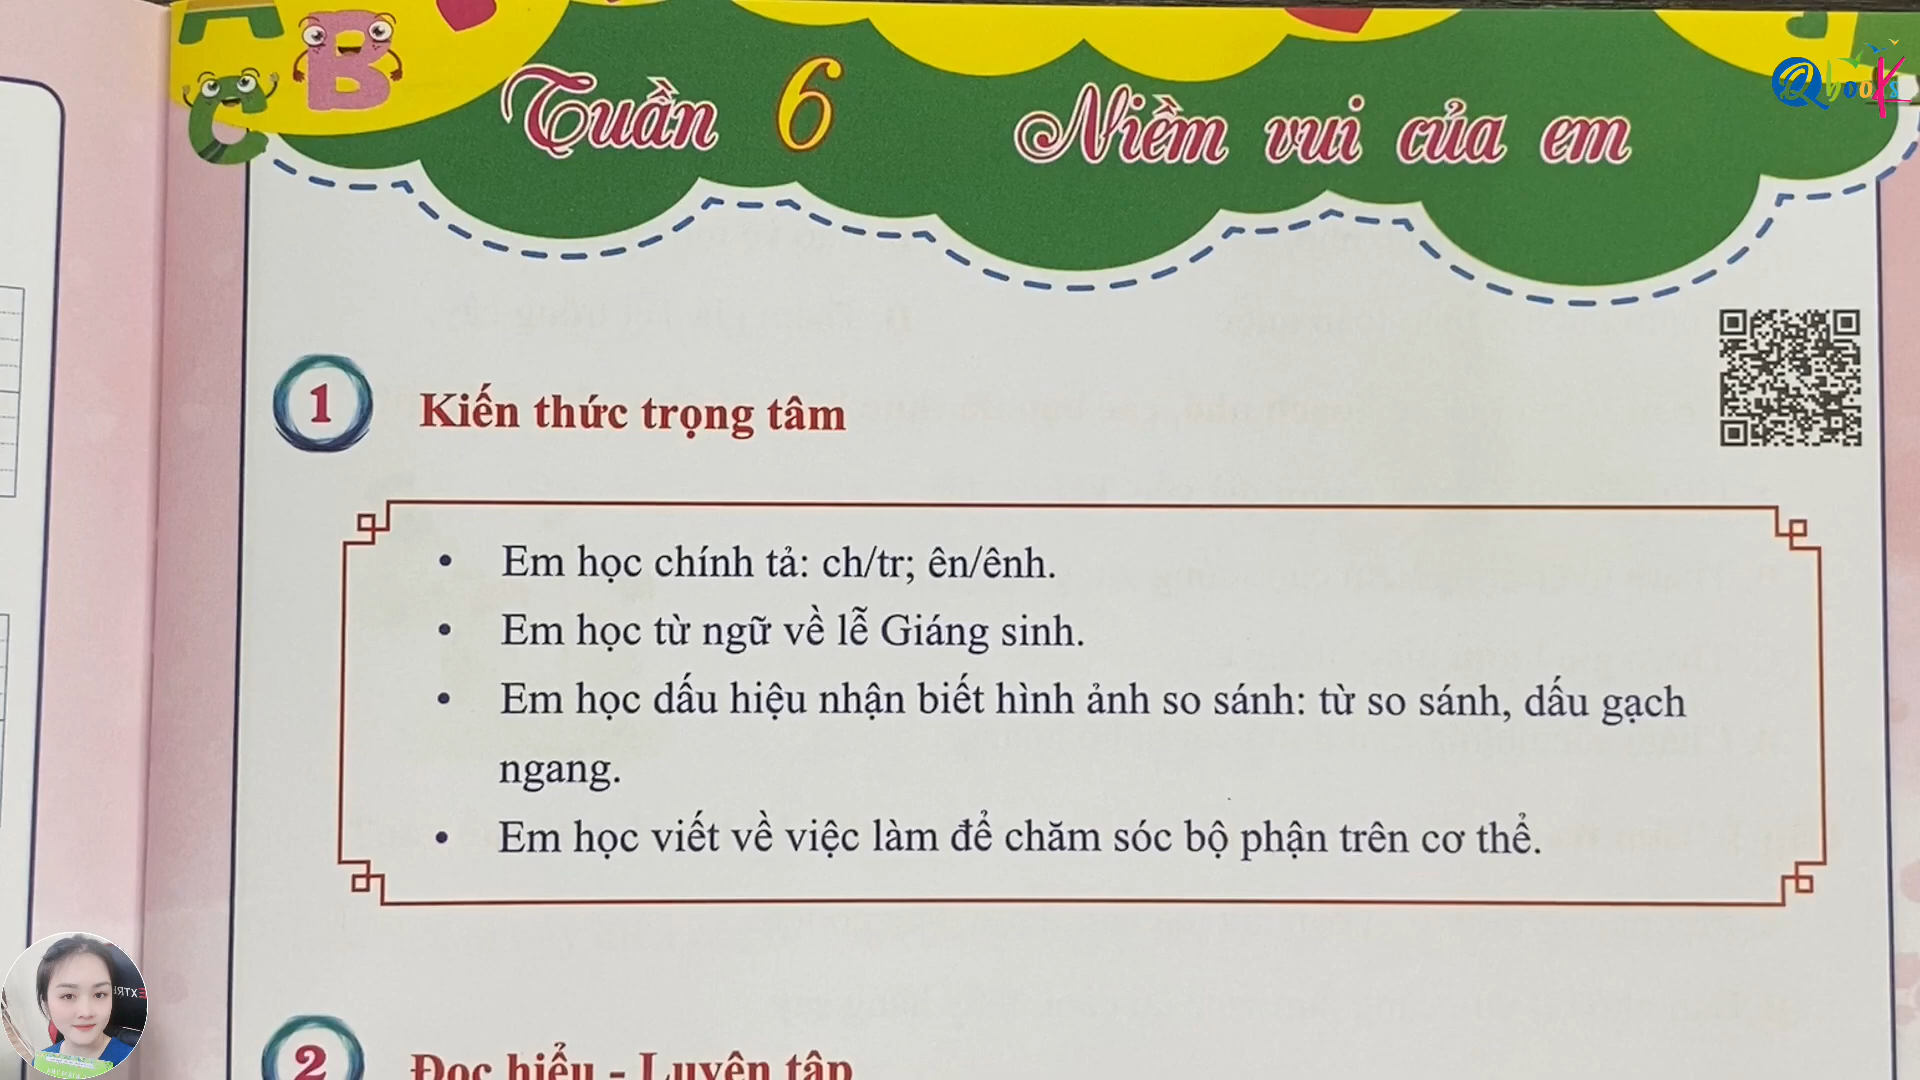 A B
C
Tuần 6 Niềm vui của em
Qbooks
1 Kiến thức trọng tâm
• Em học chính tả: ch/tr; ên/ênh.
• Em học từ ngữ về lễ Giáng sinh.
• Em học dấu hiệu nhận biết hình ảnh so sánh: từ so sánh, dấu gạch
ngang.
• Em học viết về việc làm để chăm sóc bộ phận trên cơ thể.
2 Đọc hiểu - Luyện tập